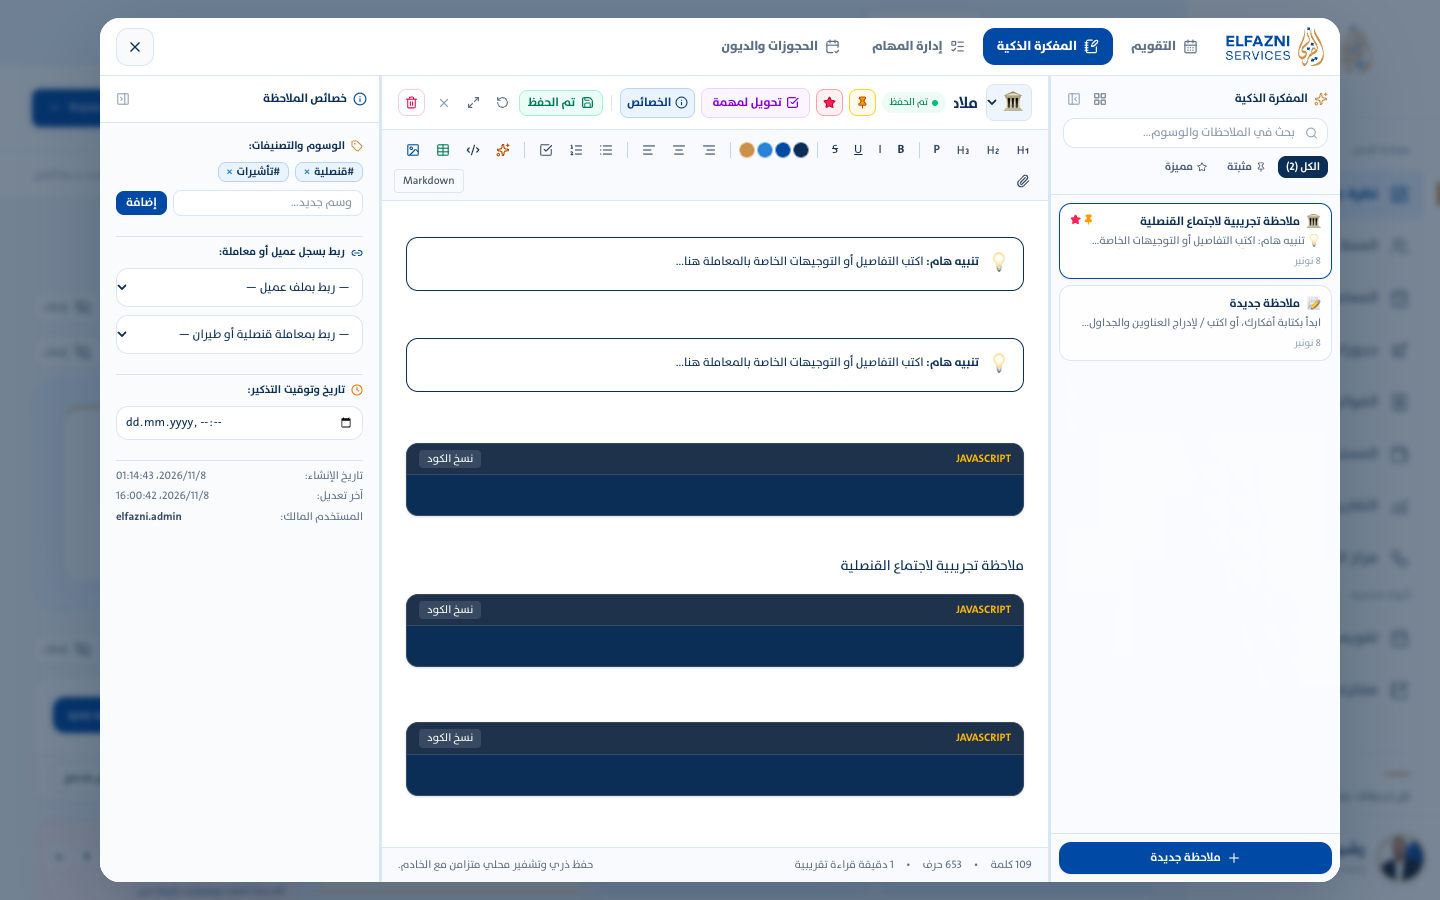 ELFAZNI
SERVICES
التقويم
المفكرة الذكية
إدارة المهام
الحجوزات والديون
المفكرة الذكية
بحث في الملاحظات والوسوم...
الكل (2)
مثبتة
مميزة
🏛️ ملاحظة تجريبية لاجتماع القنصلية
💡 تنبيه هام: اكتب التفاصيل أو التوجيهات الخاصة...
8 نونبر
📝 ملاحظة جديدة
ابدأ بكتابة أفكارك، أو اكتب / لإدراج العناوين والجداول...
8 نونبر
ملاحظة جديدة
🏛️
ملاح
تم الحفظ
تحويل لمهمة
الخصائص
تم الحفظ
H1 H2 H3 P B I U S
Markdown
💡 تنبيه هام: اكتب التفاصيل أو التوجيهات الخاصة بالمعاملة هنا...
💡 تنبيه هام: اكتب التفاصيل أو التوجيهات الخاصة بالمعاملة هنا...
JAVASCRIPT
نسخ الكود
ملاحظة تجريبية لاجتماع القنصلية
JAVASCRIPT
نسخ الكود
JAVASCRIPT
نسخ الكود
109 كلمة • 653 حرف • 1 دقيقة قراءة تقريبية
حفظ ذري وتشفير محلي متزامن مع الخادم.
خصائص الملاحظة
الوسوم والتصنيفات:
#قنصلية ×
#تأشيرات ×
وسم جديد...
إضافة
ربط بسجل عميل أو معاملة:
— ربط بملف عميل —
— ربط بمعاملة قنصلية أو طيران —
تاريخ وتوقيت التذكير:
dd.mm.yyyy, --:--
تاريخ الإنشاء: 2026/11/8، 01:14:43
آخر تعديل: 2026/11/8، 16:00:42
المستخدم المالك: elfazni.admin